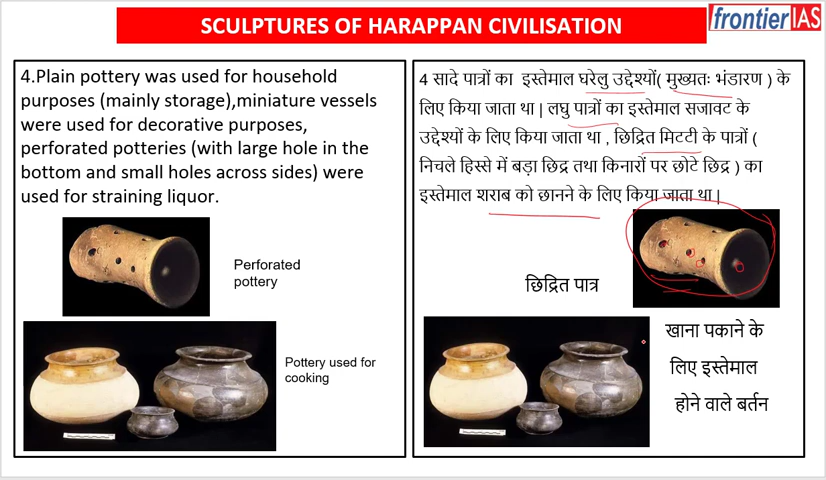 SCULPTURES OF HARAPPAN CIVILISATION
frontierIAS
4.Plain pottery was used for household
purposes (mainly storage),miniature vessels
were used for decorative purposes,
perforated potteries (with large hole in the
bottom and small holes across sides) were
used for straining liquor.
Perforated
pottery
Pottery used for
cooking
4 सादे पात्रों का इस्तेमाल घरेलु उद्देश्यों( मुख्यतः भंडारण ) के
लिए किया जाता था | लघु पात्रों का इस्तेमाल सजावट के
उद्देश्यों के लिए किया जाता था , छिद्रित मिटटी के पात्रों (
निचले हिस्से में बड़ा छिद्र तथा किनारों पर छोटे छिद्र ) का
इस्तेमाल शराब को छानने के लिए किया जाता था |
छिद्रित पात्र
खाना पकाने के
लिए इस्तेमाल
होने वाले बर्तन